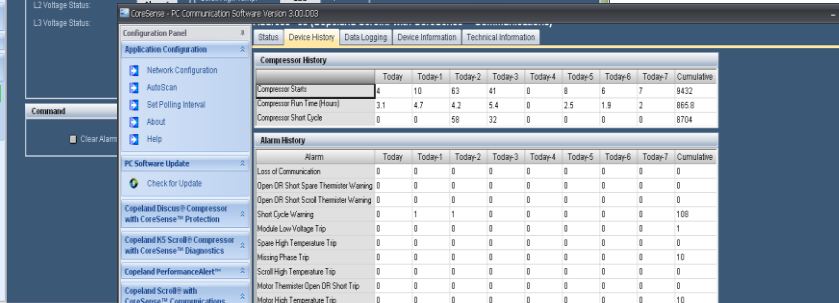 L2 Voltage Status:
L3 Voltage Status:
Command
Clear Alarm
CoreSense - PC Communication Software Version 3.00.D03
Configuration Panel
Application Configuration
Network Configuration
AutoScan
Set Polling Interval
About
Help
PC Software Update
Check for Update
Copeland Discus® Compressor
with CoreSense™ Protection
Copeland K5 Scroll® Compressor
with CoreSense™ Diagnostics
Copeland PerformanceAlert™
Copeland Scroll® with
CoreSense™ Communications
Status Device History Data Logging Device Information Technical Information
Compressor History
Today Today-1 Today-2 Today-3 Today-4 Today-5 Today-6 Today-7 Cumulative
Compressor Starts 4 10 63 41 0 8 6 7 9432
Compressor Run Time (Hours) 3.1 4.7 4.2 5.4 0 2.5 1.9 2 865.8
Compressor Short Cycle 0 0 58 32 0 0 0 0 8704
Alarm History
Alarm Today Today-1 Today-2 Today-3 Today-4 Today-5 Today-6 Today-7 Cumulative
Loss of Communication 0 0 0 0 0 0 0 0 0
Open OR Short Spare Themister Warning 0 0 0 0 0 0 0 0 0
Open OR Short Scroll Themister Warning 0 0 0 0 0 0 0 0 0
Short Cycle Warning 0 1 1 0 0 0 0 0 108
Module Low Voltage Trip 0 0 0 0 0 0 0 0 1
Spare High Temperature Trip 0 0 0 0 0 0 0 0 0
Missing Phase Trip 0 0 0 0 0 0 0 0 10
Scroll High Temperature Trip 0 0 0 0 0 0 0 0 0
Motor Themister Open OR Short Trip 0 0 0 0 0 0 0 0 0
Motor High Temperature Trip 0 0 0 0 0 0 0 0 10